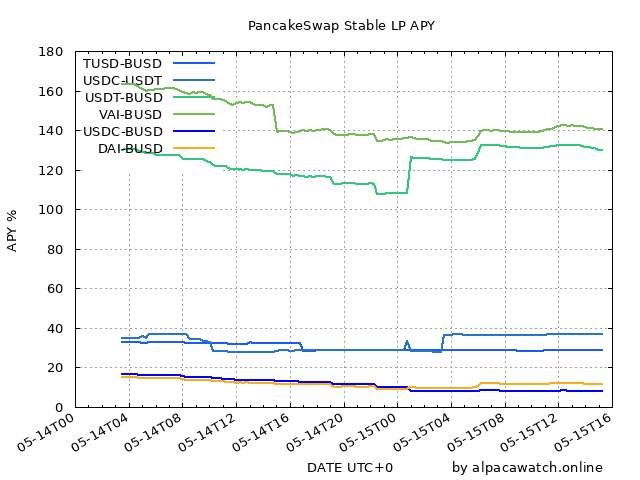 PancakeSwap Stable LP APY
180
160
140
120
100
80
60
40
20
0
APY %
TUSD-BUSD
USDC-USDT
USDT-BUSD
VAI-BUSD
USDC-BUSD
DAI-BUSD
05-14T00
05-14T04
05-14T08
05-14T12
05-14T16
05-14T20
05-15T00
05-15T04
05-15T08
05-15T12
05-15T16
DATE UTC+0
by alpacawatch.online